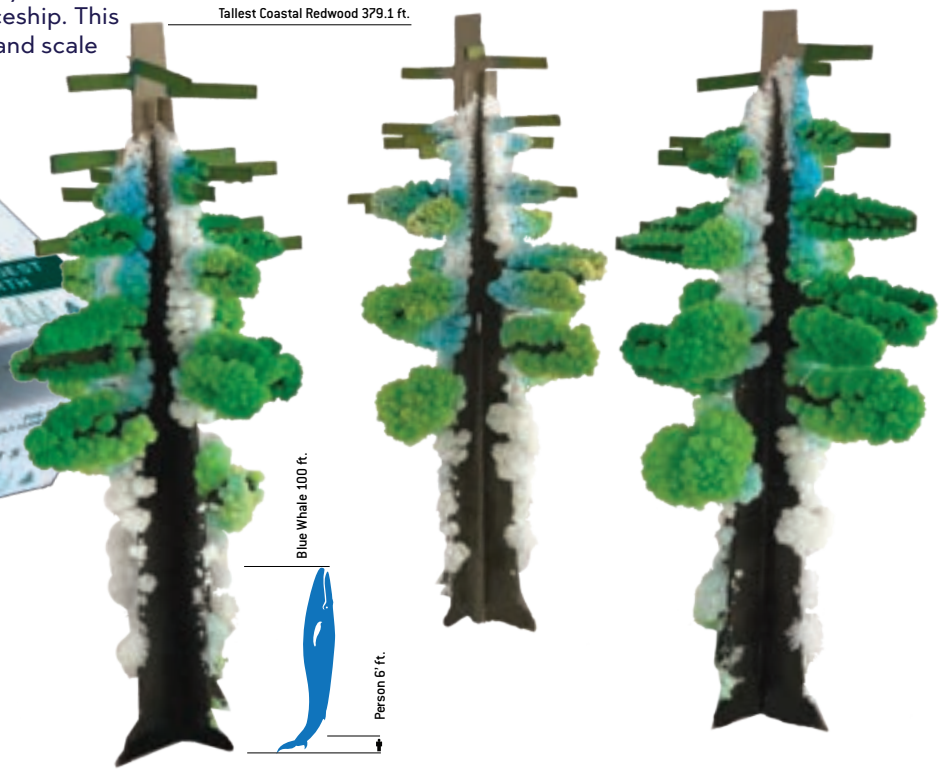 ceship. This
and scale
Tallest Coastal Redwood 379.1 ft.
Blue Whale 100 ft.
Person 6' ft.